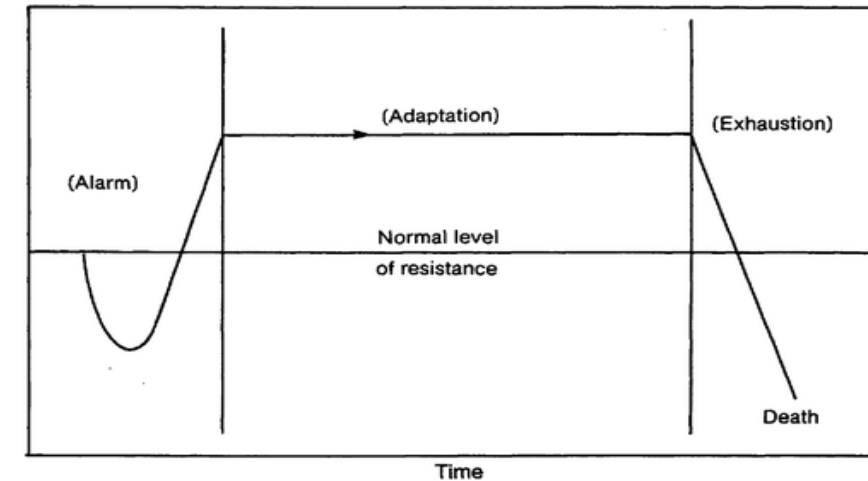 (Adaptation)
(Exhaustion)
(Alarm)
Normal level
of resistance
Death
Time